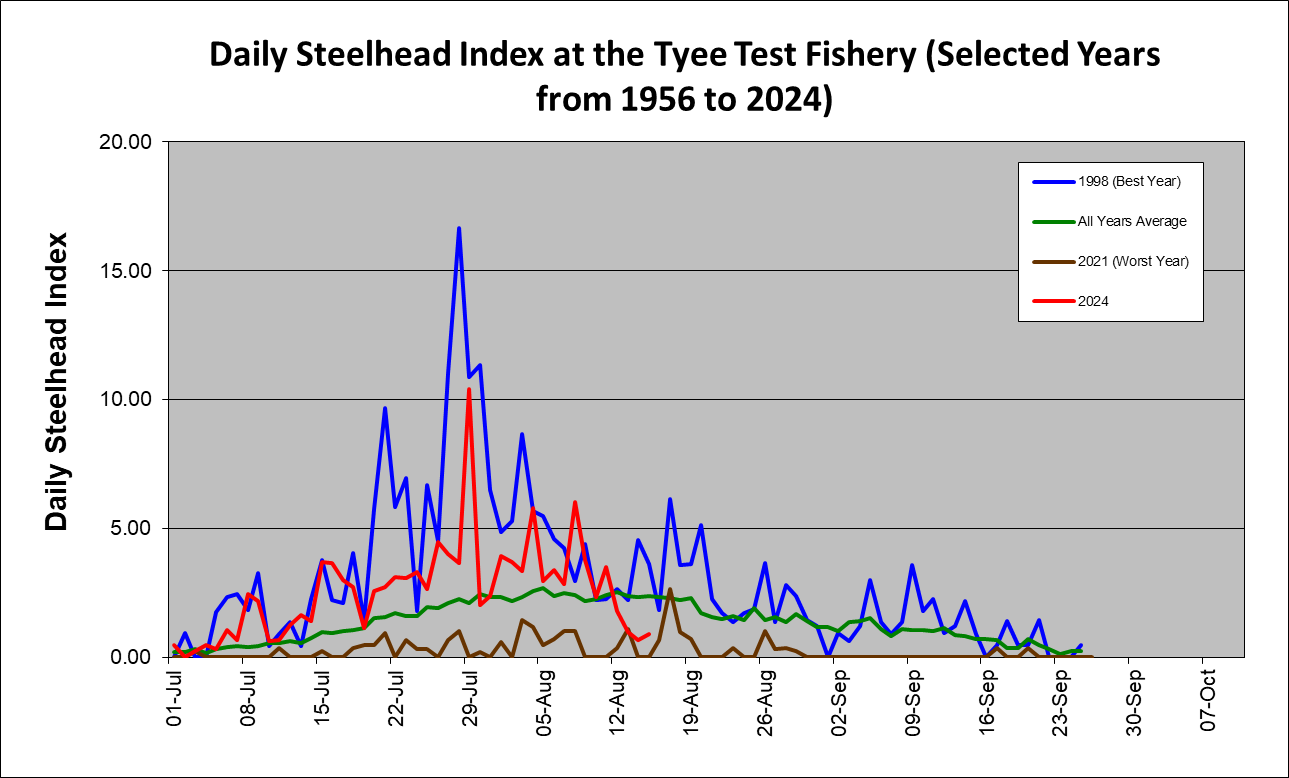 Daily Steelhead Index at the Tyee Test Fishery (Selected Years
from 1956 to 2024)
Daily Steelhead Index
20.00
15.00
10.00
5.00
0.00
1998 (Best Year)
All Years Average
2021 (Worst Year)
2024
01-Jul
08-Jul
15-Jul
22-Jul
29-Jul
05-Aug
12-Aug
19-Aug
26-Aug
02-Sep
09-Sep
16-Sep
23-Sep
30-Sep
07-Oct